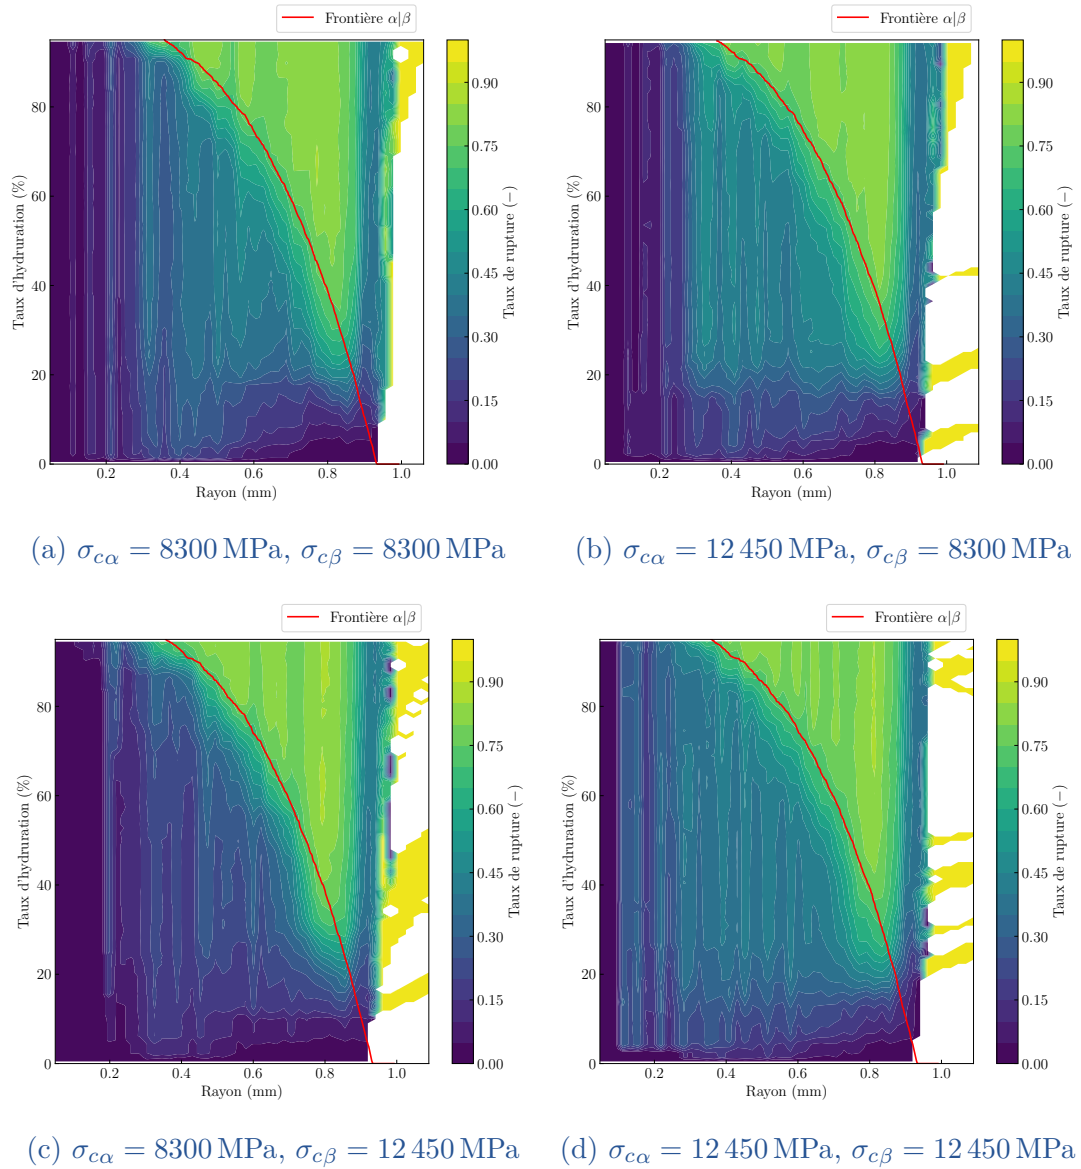 Frontière α|β
Taux d'hydruration (%)
80
60
40
20
0
0.2 0.4 0.6 0.8 1.0
Rayon (mm)
0.90
0.75
0.60
0.45
0.30
0.15
0.00
Taux de rupture (−)
Frontière α|β
Taux d'hydruration (%)
80
60
40
20
0
0.2 0.4 0.6 0.8 1.0
Rayon (mm)
0.90
0.75
0.60
0.45
0.30
0.15
0.00
Taux de rupture (−)
(a) σcα = 8300 MPa, σcβ = 8300 MPa
(b) σcα = 12 450 MPa, σcβ = 8300 MPa
Frontière α|β
Taux d'hydruration (%)
80
60
40
20
0
0.2 0.4 0.6 0.8 1.0
Rayon (mm)
0.90
0.75
0.60
0.45
0.30
0.15
0.00
Taux de rupture (−)
Frontière α|β
Taux d'hydruration (%)
80
60
40
20
0
0.2 0.4 0.6 0.8 1.0
Rayon (mm)
0.90
0.75
0.60
0.45
0.30
0.15
0.00
Taux de rupture (−)
(c) σcα = 8300 MPa, σcβ = 12 450 MPa
(d) σcα = 12 450 MPa, σcβ = 12 450 MPa